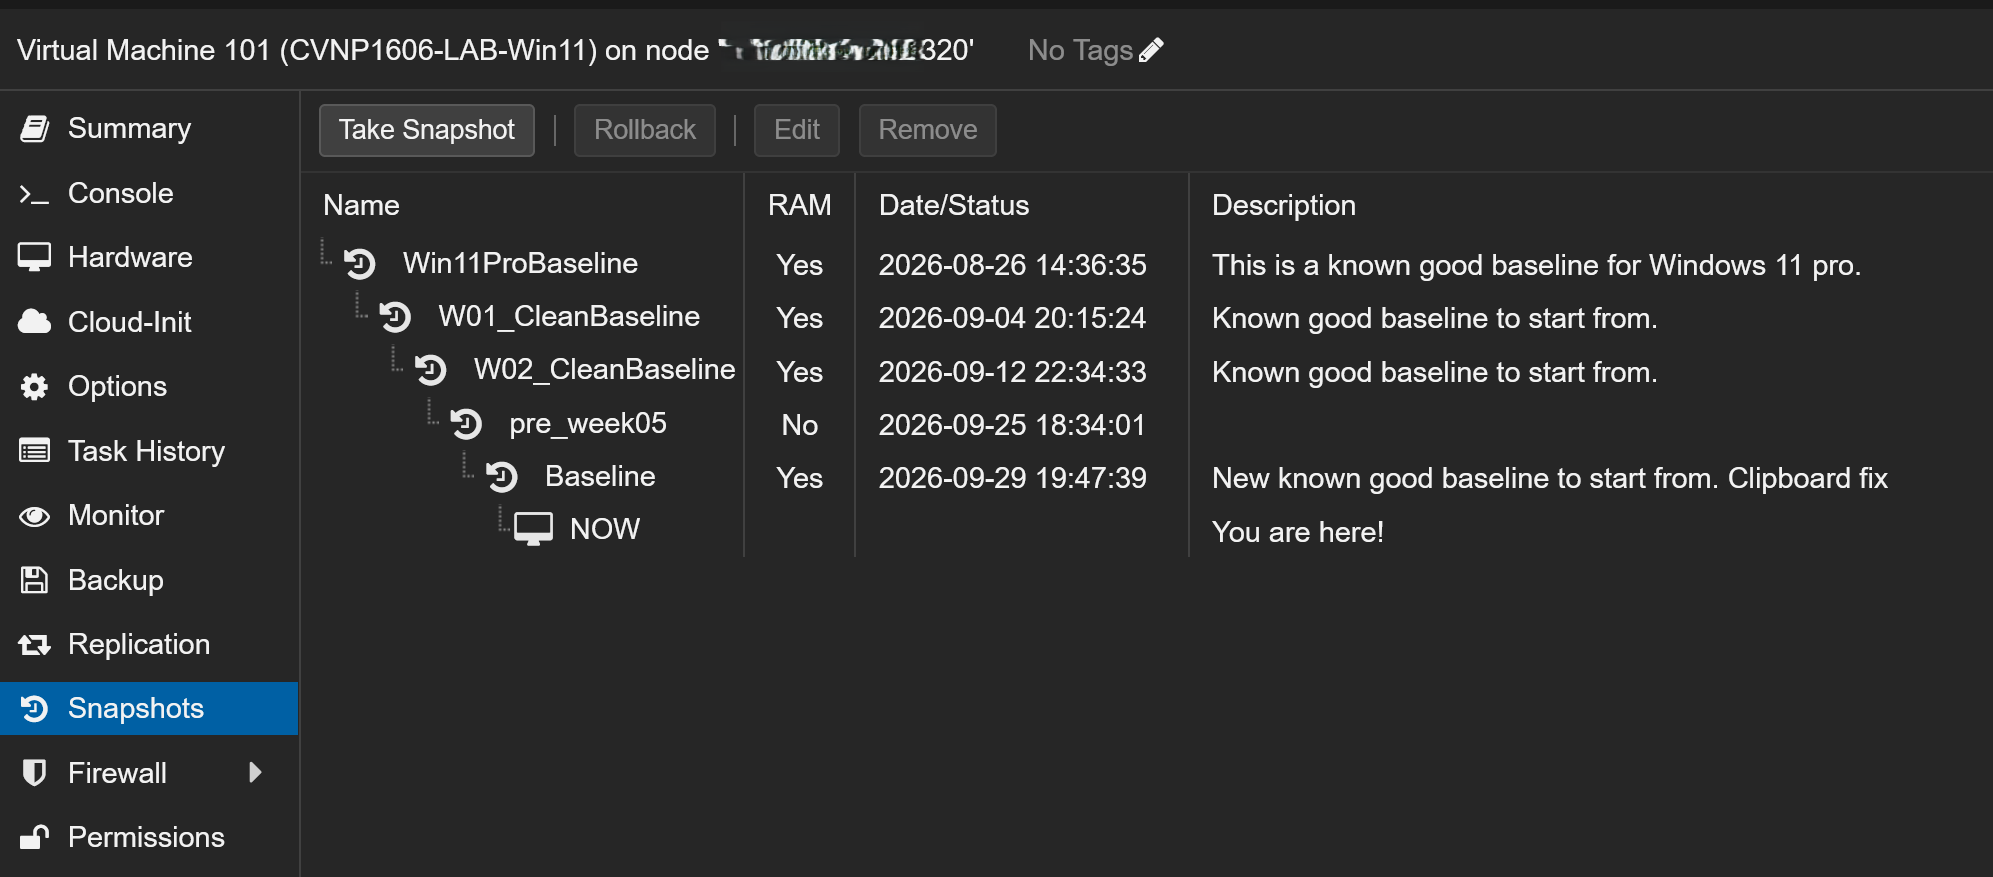 Virtual Machine 101 (CVNP1606-LAB-Win11) on node ' 320' No Tags
Summary
Console
Hardware
Cloud-Init
Options
Task History
Monitor
Backup
Replication
Snapshots
Firewall
Permissions
Take Snapshot | Rollback | Edit Remove
Name RAM Date/Status Description
Win11ProBaseline Yes 2026-08-26 14:36:35 This is a known good baseline for Windows 11 pro.
W01_CleanBaseline Yes 2026-09-04 20:15:24 Known good baseline to start from.
W02_CleanBaseline Yes 2026-09-12 22:34:33 Known good baseline to start from.
pre_week05 No 2026-09-25 18:34:01
Baseline Yes 2026-09-29 19:47:39 New known good baseline to start from. Clipboard fix
NOW You are here!